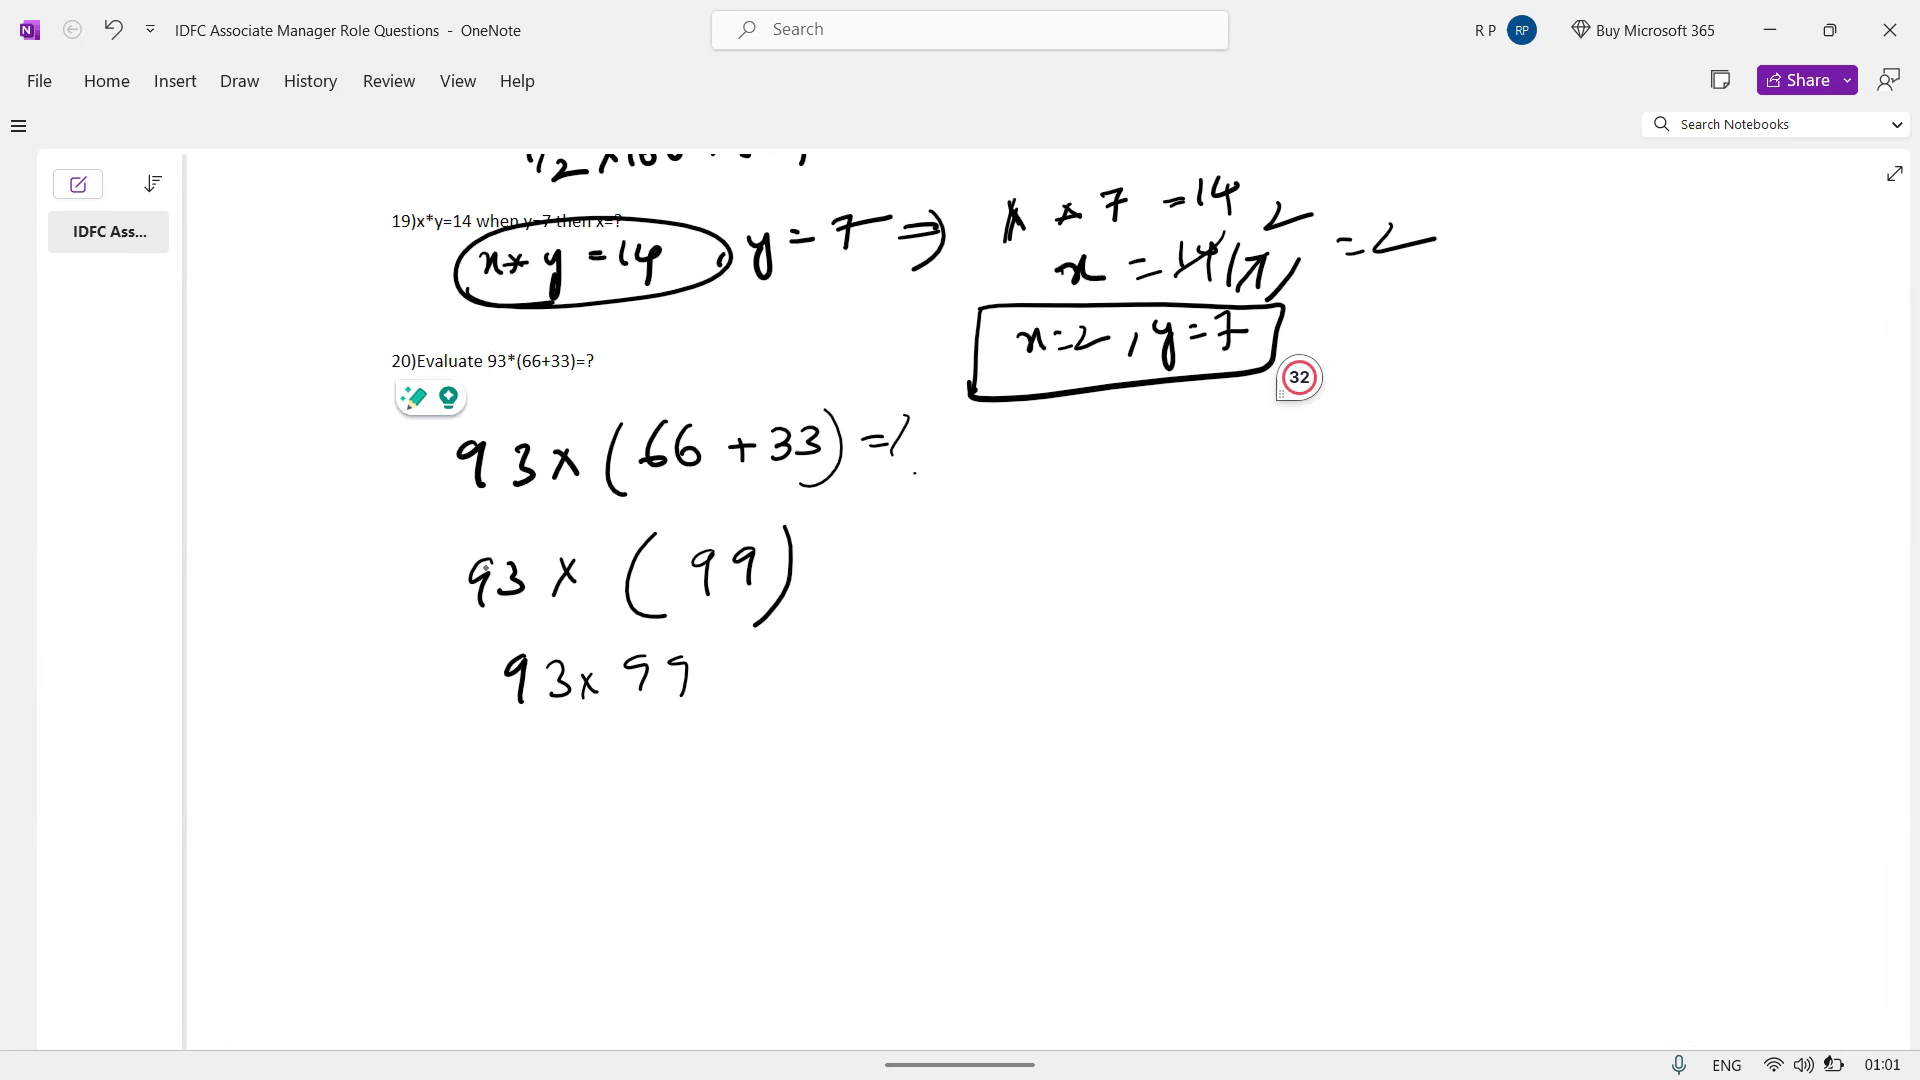 IDFC Associate Manager Role Questions - OneNote
Search
R P
RP
Buy Microsoft 365
File Home Insert Draw History Review View Help
Share
Search Notebooks
IDFC Ass...
19)x*y=14 when y=7 then x=?
x * y = 14 , y = 7 ⇒
x * 7 = 14
x = 14/7 = 2
2
x = 2 , y = 7
32
20)Evaluate 93*(66+33)=?
93 x (66 + 33) = ?
93 x (99)
93 x 99
ENG
01:01